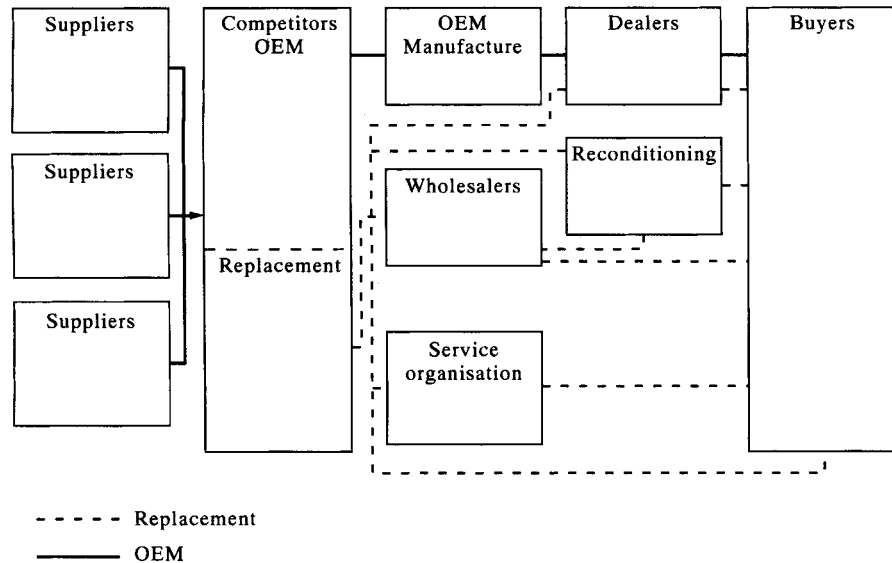 Suppliers
Suppliers
Suppliers
Competitors
OEM
Replacement
OEM
Manufacture
Dealers
Buyers
Reconditioning
Wholesalers
Service
organisation
Replacement
OEM